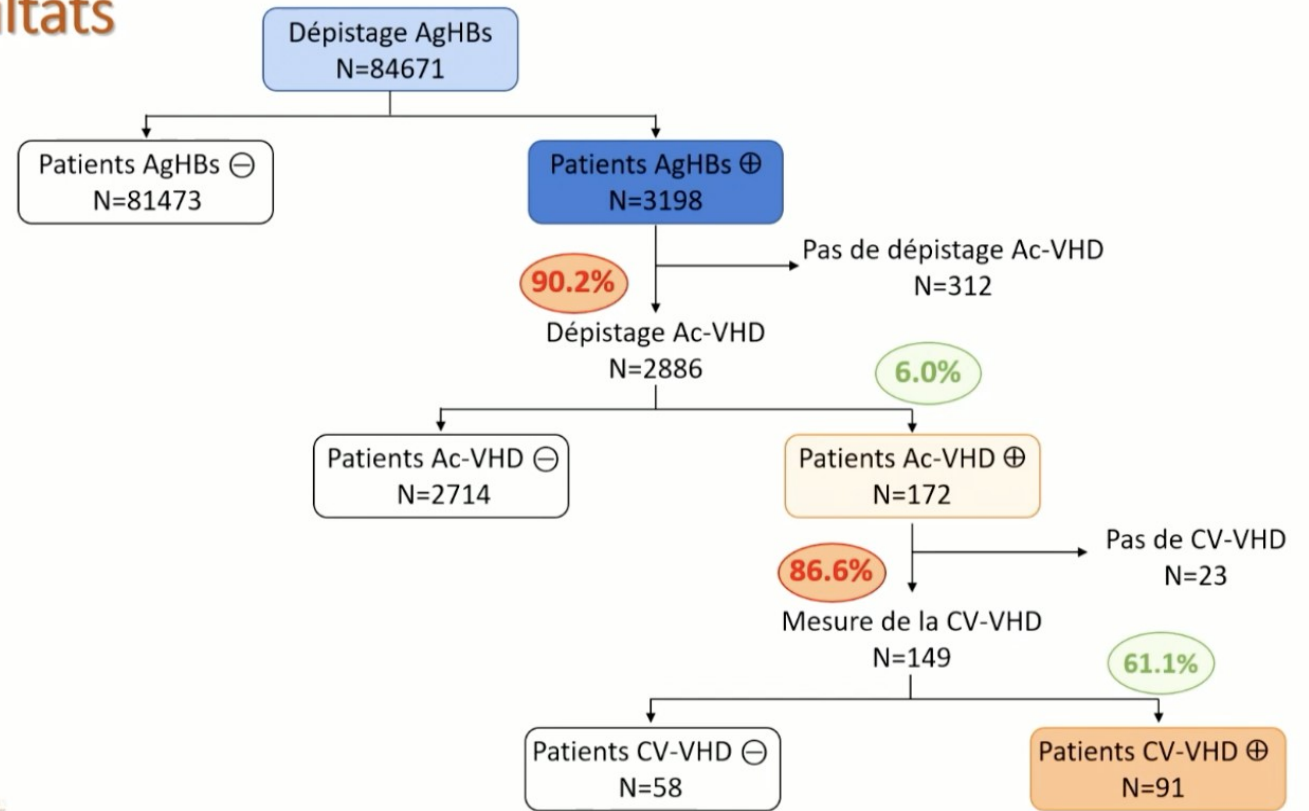 Dépistage AgHBs
N=84671
Patients AgHBs ⊖
N=81473
Patients AgHBs ⊕
N=3198
Pas de dépistage Ac-VHD
N=312
90.2%
Dépistage Ac-VHD
N=2886
6.0%
Patients Ac-VHD ⊖
N=2714
Patients Ac-VHD ⊕
N=172
Pas de CV-VHD
N=23
86.6%
Mesure de la CV-VHD
N=149
61.1%
Patients CV-VHD ⊖
N=58
Patients CV-VHD ⊕
N=91